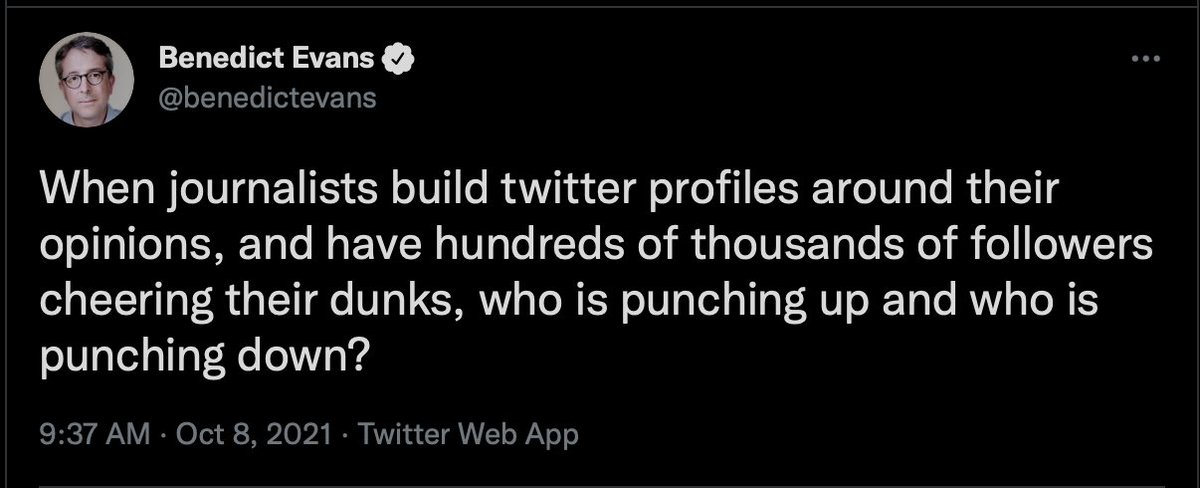 Benedict Evans
@benedictevans
When journalists build twitter profiles around their
opinions, and have hundreds of thousands of followers
cheering their dunks, who is punching up and who is
punching down?
9:37 AM · Oct 8, 2021 · Twitter Web App